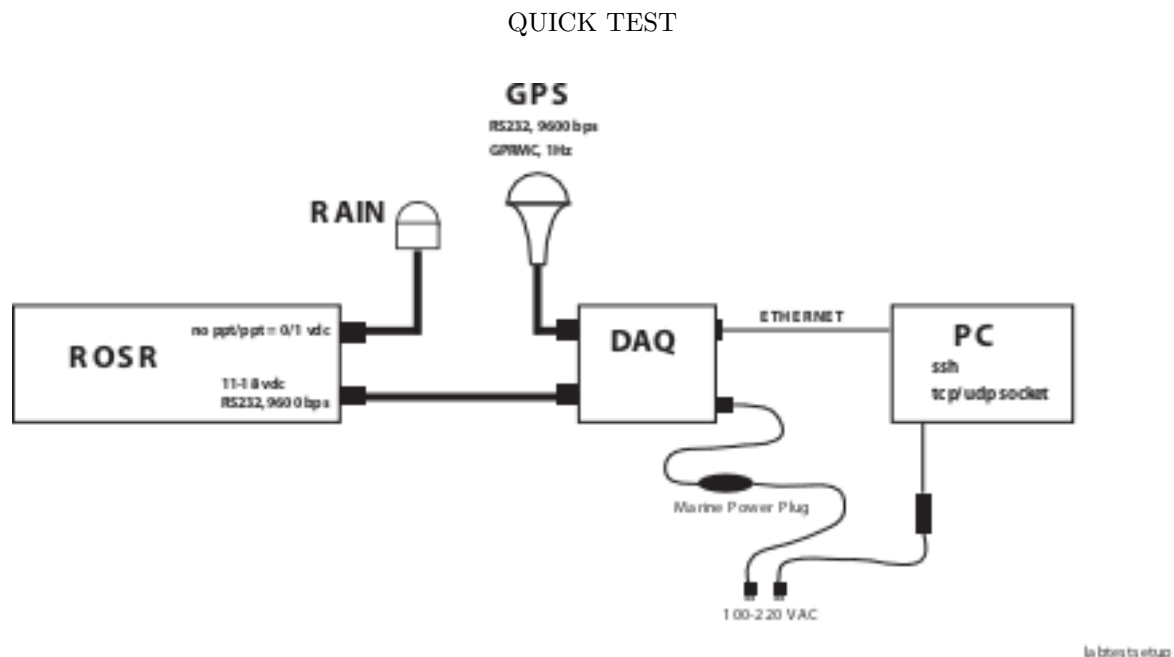 QUICK TEST
GPS
RS232, 9600 bps
GPRMC, 1Hz
RAIN
no ppt/ppt = 0/1 vdc
ROSR
11-18 vdc
RS232, 9600 bps
DAQ
ETHERNET
PC
ssh
tcp/udp socket
Marine Power Plug
100-220 VAC
labtestsetup